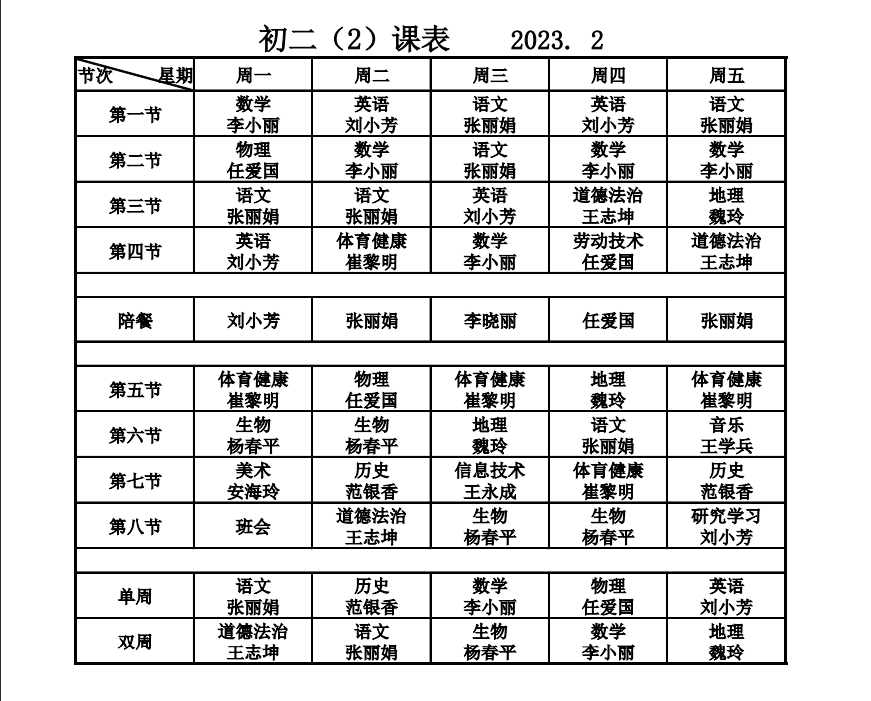 初二（2）课表 2023. 2
节次 星期 周一 周二 周三 周四 周五
第一节 数学 英语 语文 英语 语文
李小丽 刘小芳 张丽娟 刘小芳 张丽娟
第二节 物理 数学 语文 数学 数学
任爱国 李小丽 张丽娟 李小丽 李小丽
第三节 语文 语文 英语 道德法治 地理
张丽娟 张丽娟 刘小芳 王志坤 魏玲
第四节 英语 体育健康 数学 劳动技术 道德法治
刘小芳 崔黎明 李小丽 任爱国 王志坤
陪餐 刘小芳 张丽娟 李晓丽 任爱国 张丽娟
第五节 体育健康 物理 体育健康 地理 体育健康
崔黎明 任爱国 崔黎明 魏玲 崔黎明
第六节 生物 生物 地理 语文 音乐
杨春平 杨春平 魏玲 张丽娟 王学兵
第七节 美术 历史 信息技术 体育健康 历史
安海玲 范银香 王永成 崔黎明 范银香
第八节 班会 道德法治 生物 生物 研究学习
王志坤 杨春平 杨春平 刘小芳
单周 语文 历史 数学 物理 英语
张丽娟 范银香 李小丽 任爱国 刘小芳
双周 道德法治 语文 生物 数学 地理
王志坤 张丽娟 杨春平 李小丽 魏玲